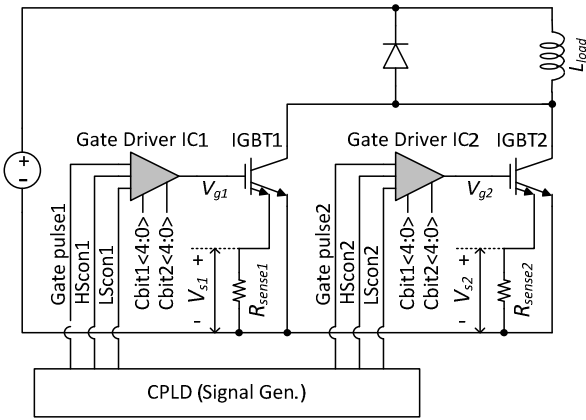 L_load
Gate Driver IC1
IGBT1
Gate Driver IC2
IGBT2
+
-
V_g1
V_g2
Gate pulse1
HScon1
LScon1
Cbit1<4:0>
Cbit2<4:0>
+
V_s1
-
R_sense1
Gate pulse2
HScon2
LScon2
Cbit1<4:0>
Cbit2<4:0>
+
V_s2
-
R_sense2
CPLD (Signal Gen.)